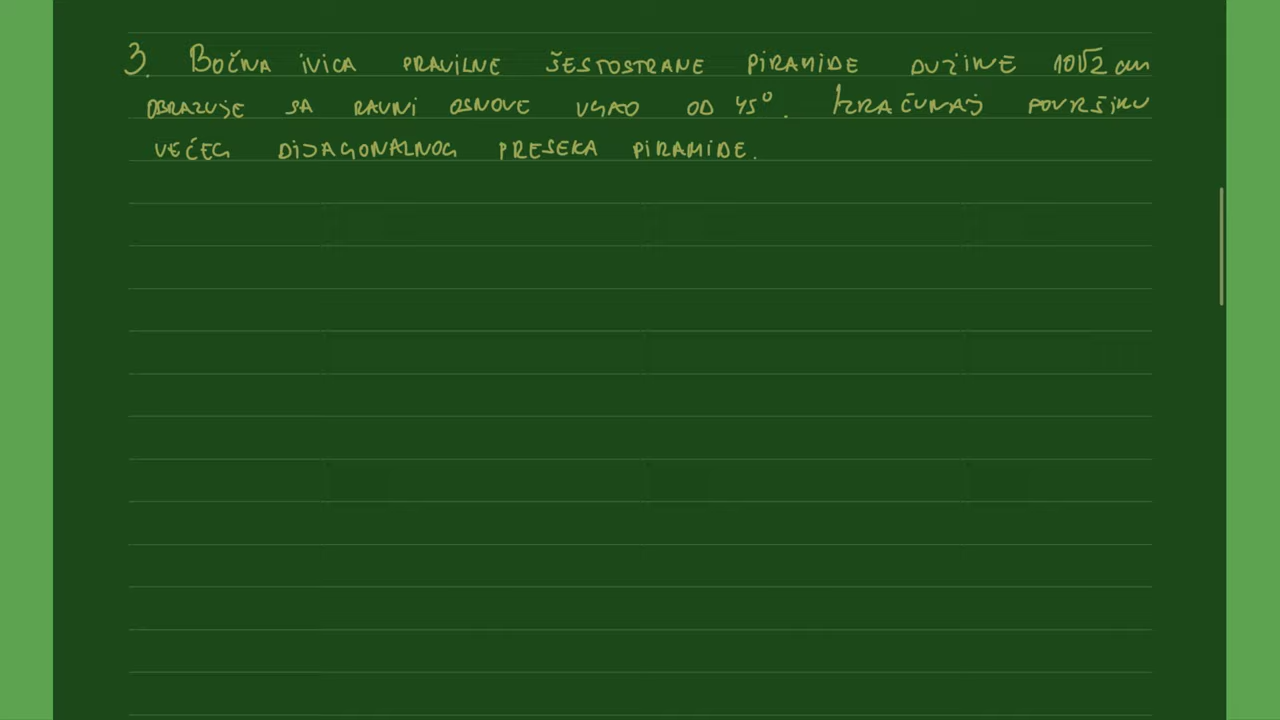 3. BOČNA IVICA PRAVILNE ŠESTOSTRANE PIRAMIDE DUŽINE 10√2 cm
OBRAZUJE SA RAVNI OSNOVE UGAO OD 45°. IZRAČUNAJ POVRŠINU
VEĆEG DIJAGONALNOG PRESEKA PIRAMIDE.